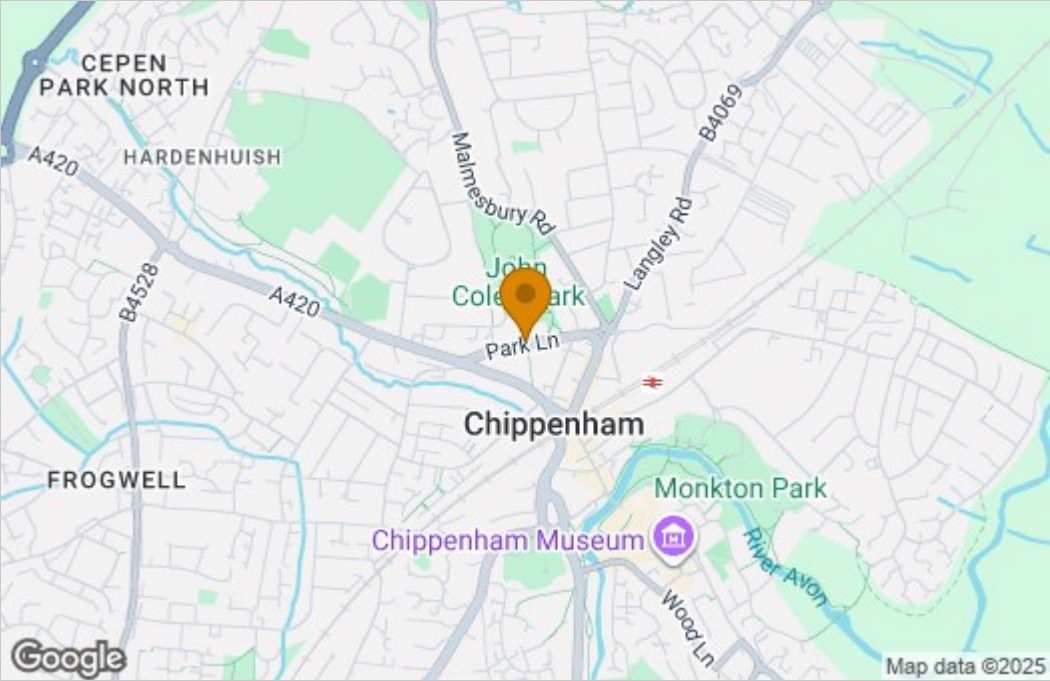 CEPEN
PARK NORTH
B4069
A420
HARDENHUISH
Malmesbury Rd
Langley Rd
John
Coles Park
B4528
A420
Park Ln
Chippenham
FROGWELL
Monkton Park
Chippenham Museum
River Avon
Wood Ln
Google
Map data ©2025